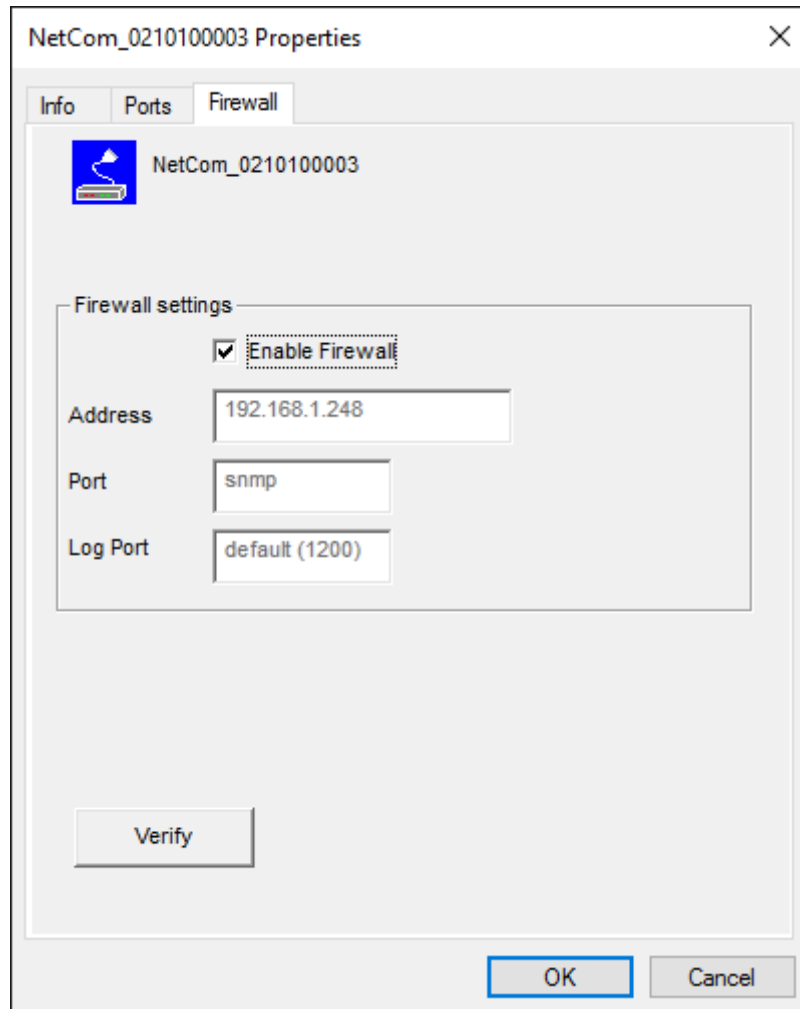 NetCom_0210100003 Properties
Info Ports Firewall
NetCom_0210100003
Firewall settings
Enable Firewall
Address 192.168.1.248
Port snmp
Log Port default (1200)
Verify
OK Cancel